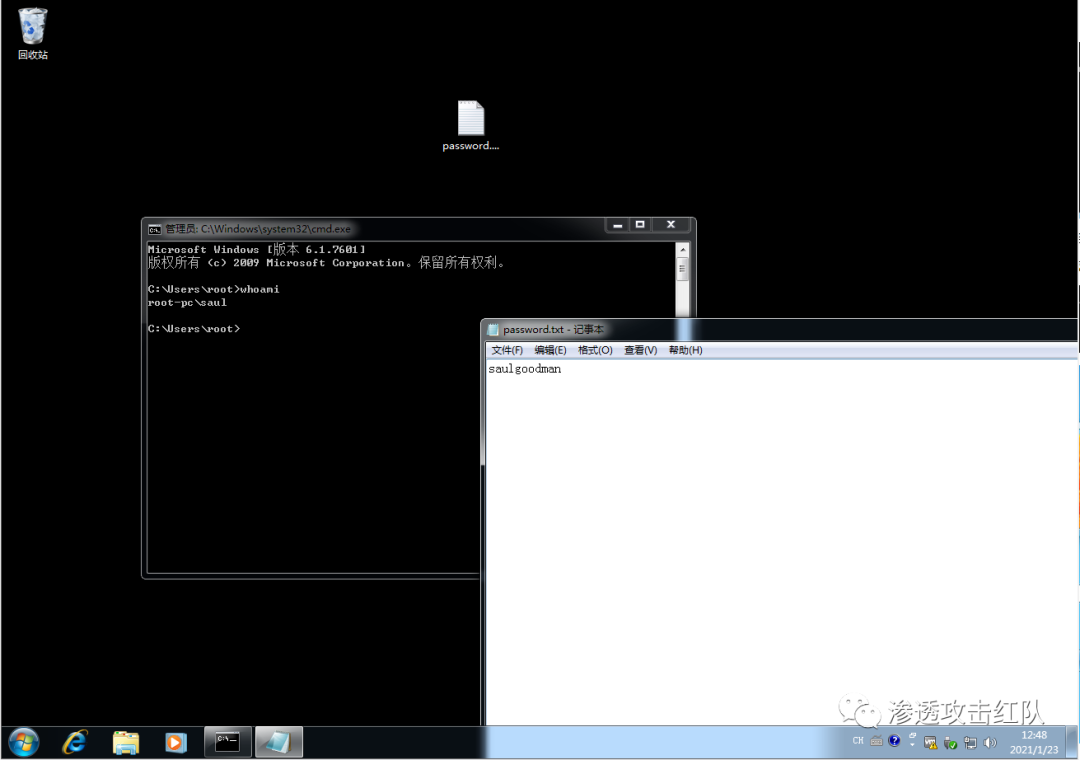 回收站
password....
管理员: C:\Windows\system32\cmd.exe
Microsoft Windows [版本 6.1.7601]
版权所有 (c) 2009 Microsoft Corporation。保留所有权利。
C:\Users\root>whoami
root-pc\saul
C:\Users\root>
password.txt - 记事本
文件(F) 编辑(E) 格式(O) 查看(V) 帮助(H)
saulgoodman
渗透攻击红队
CH
12:48
2021/1/23